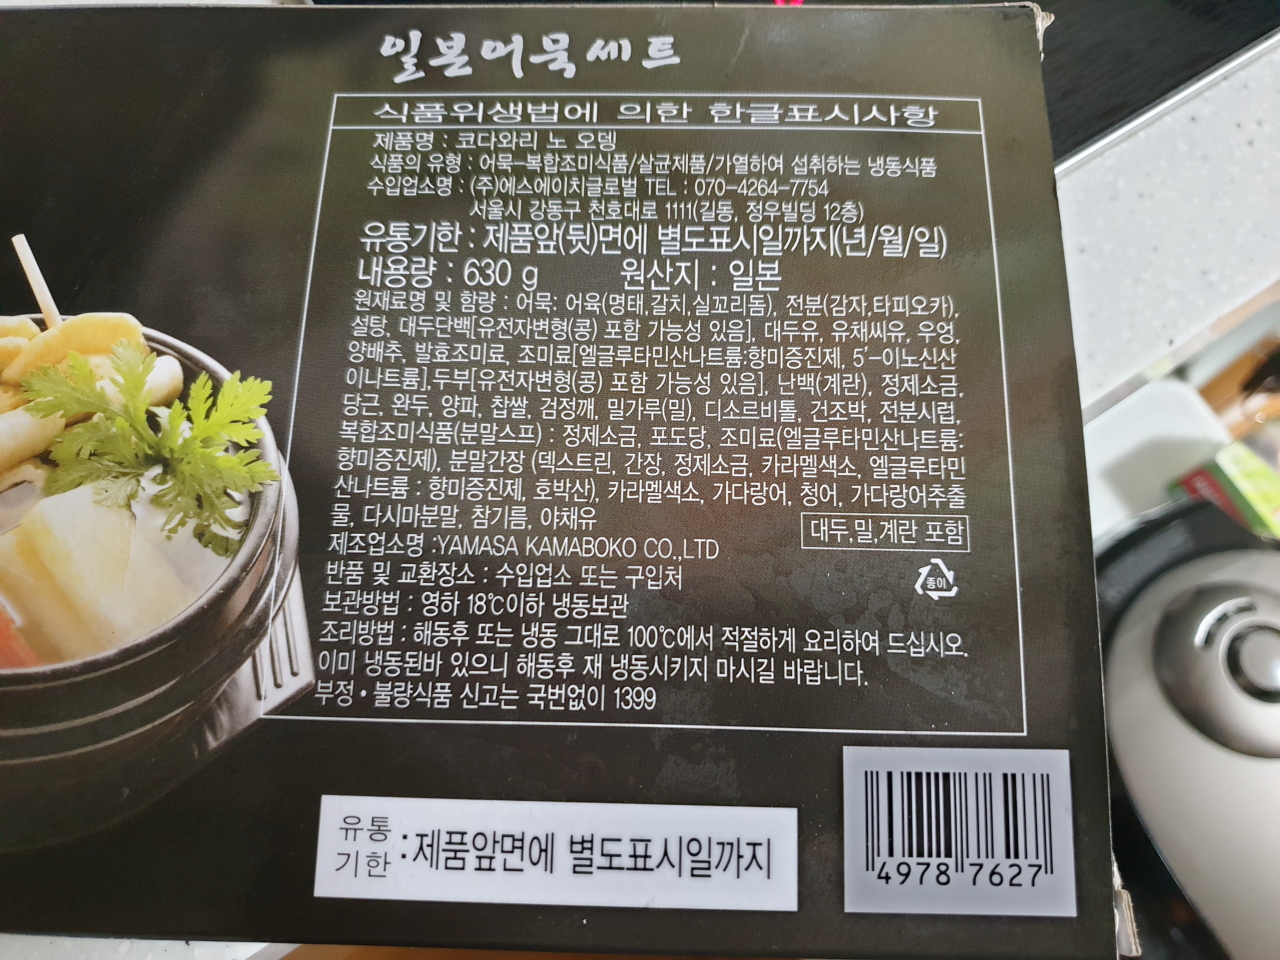 일본어묵세트
식품위생법에 의한 한글표시사항
제품명 : 코다와리 노 오뎅
식품의 유형 : 어묵-복합조미식품/살균제품/가열하여 섭취하는 냉동식품
수입업소명 : (주)에스에이치글로벌 TEL : 070-4264-7754
서울시 강동구 천호대로 1111(길동, 정우빌딩 12층)
유통기한 : 제품앞(뒷)면에 별도표시일까지(년/월/일)
내용량 : 630 g 원산지 : 일본
원재료명 및 함량 : 어묵: 어육(명태,갈치,실꼬리돔), 전분(감자,타피오카),
설탕, 대두단백[유전자변형(콩) 포함 가능성 있음], 대두유, 유채씨유, 우엉,
양배추, 발효조미료, 조미료[엘글루타민산나트륨:향미증진제, 5'-이노신산
이나트륨],두부[유전자변형(콩) 포함 가능성 있음], 난백(계란), 정제소금,
당근, 완두, 양파, 찹쌀, 검정깨, 밀가루(밀), 디소르비톨, 건조박, 전분시럽,
복합조미식품(분말스프) : 정제소금, 포도당, 조미료(엘글루타민산나트륨:
향미증진제), 분말간장 (덱스트린, 간장, 정제소금, 카라멜색소, 엘글루타민
산나트륨 : 향미증진제, 호박산), 카라멜색소, 가다랑어, 청어, 가다랑어추출
물, 다시마분말, 참기름, 야채유
대두,밀,계란 포함
제조업소명 :YAMASA KAMABOKO CO.,LTD
반품 및 교환장소 : 수입업소 또는 구입처
종이
보관방법 : 영하 18℃이하 냉동보관
조리방법 : 해동후 또는 냉동 그대로 100℃에서 적절하게 요리하여 드십시오.
이미 냉동된바 있으니 해동후 재 냉동시키지 마시길 바랍니다.
부정·불량식품 신고는 국번없이 1399
유통기한 : 제품앞면에 별도표시일까지
4978 7627